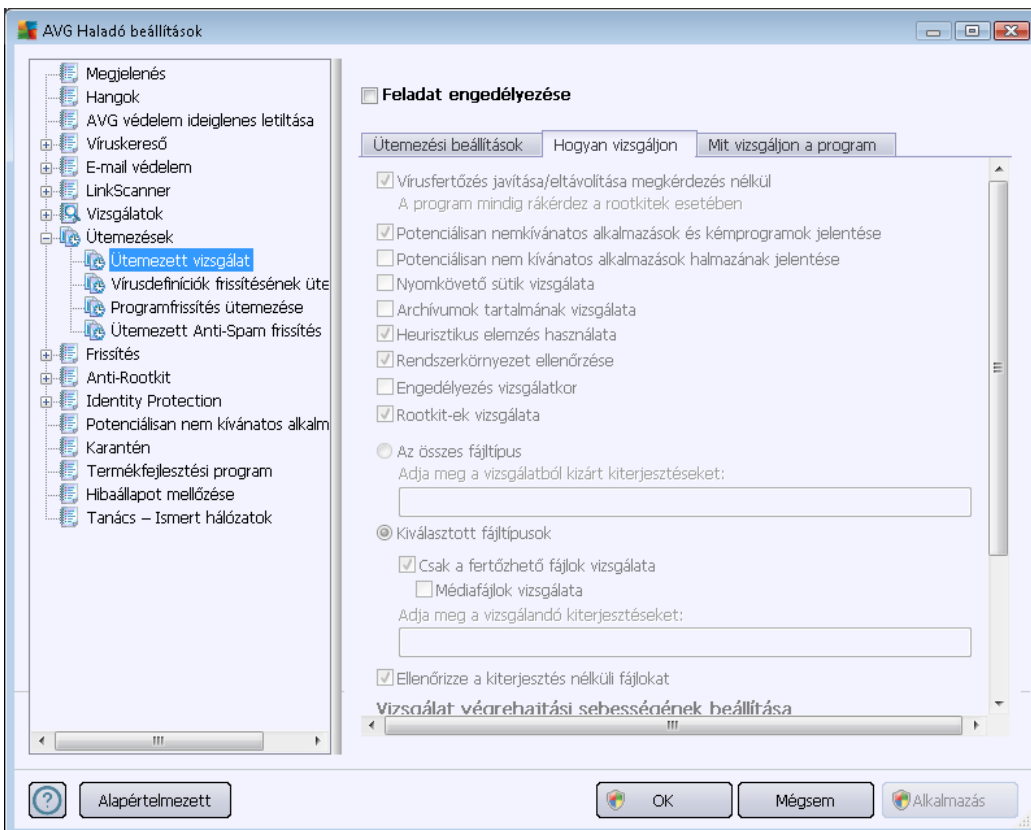 AVG Haladó beállítások
Megjelenés
Hangok
AVG védelem ideiglenes letiltása
Víruskereső
E-mail védelem
LinkScanner
Vizsgálatok
Ütemezések
Ütemezett vizsgálat
Vírusdefiníciók frissítésének üte
Programfrissítés ütemezése
Ütemezett Anti-Spam frissítés
Frissítés
Anti-Rootkit
Identity Protection
Potenciálisan nem kívánatos alkalm
Karantén
Termékfejlesztési program
Hibaállapot mellőzése
Tanács – Ismert hálózatok
Feladat engedélyezése
Ütemezési beállítások
Hogyan vizsgáljon
Mit vizsgáljon a program
Vírusfertőzés javítása/eltávolítása megkérdezés nélkül
A program mindig rákérdez a rootkitek esetében
Potenciálisan nemkívánatos alkalmazások és kémprogramok jelentése
Potenciálisan nem kívánatos alkalmazások halmazának jelentése
Nyomkövető sütik vizsgálata
Archívumok tartalmának vizsgálata
Heurisztikus elemzés használata
Rendszerkörnyezet ellenőrzése
Engedélyezés vizsgálatkor
Rootkit-ek vizsgálata
Az összes fájltípus
Adja meg a vizsgálatból kizárt kiterjesztéseket:
Kiválasztott fájltípusok
Csak a fertőzhető fájlok vizsgálata
Médiafájlok vizsgálata
Adja meg a vizsgálandó kiterjesztéseket:
Ellenőrizze a kiterjesztés nélküli fájlokat
Vizsgálat végrehajtási sebességének beállítása
Alapértelmezett
OK
Mégsem
Alkalmazás